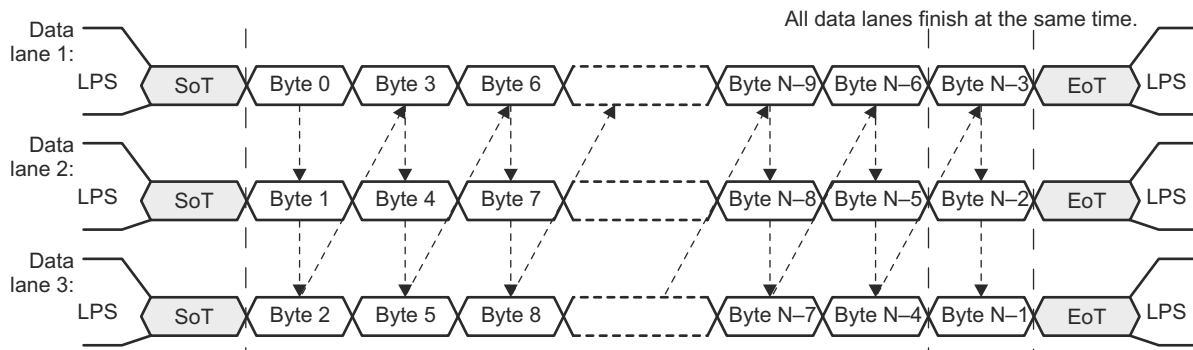 All data lanes finish at the same time.
Data
lane 1:
LPS SoT Byte 0 Byte 3 Byte 6 Byte N–9 Byte N–6 Byte N–3 EoT LPS
Data
lane 2:
LPS SoT Byte 1 Byte 4 Byte 7 Byte N–8 Byte N–5 Byte N–2 EoT LPS
Data
lane 3:
LPS SoT Byte 2 Byte 5 Byte 8 Byte N–7 Byte N–4 Byte N–1 EoT LPS